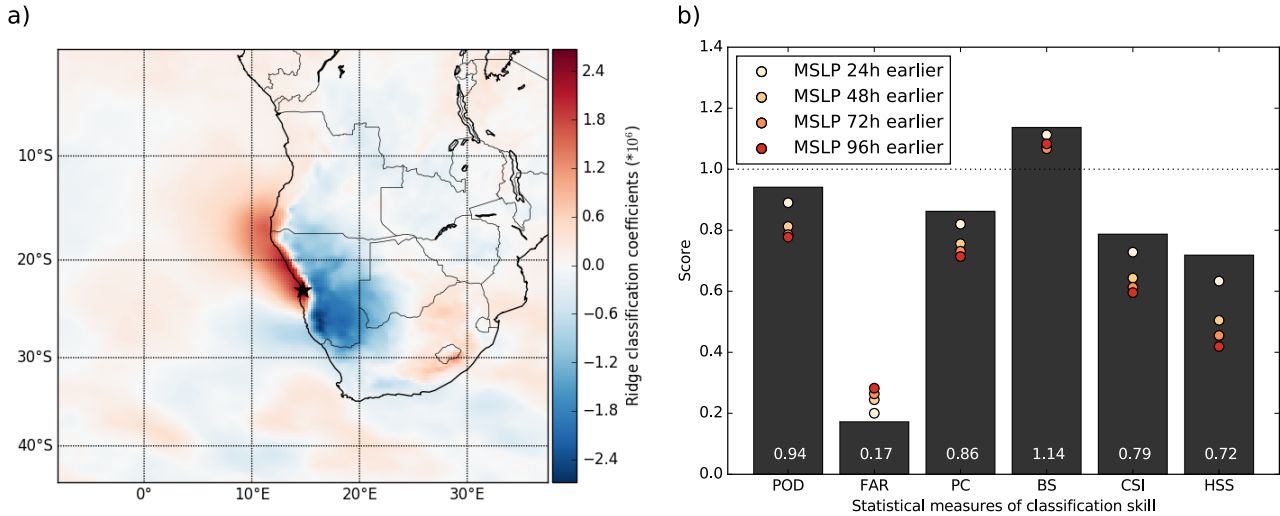 a)
10°S
20°S
30°S
40°S
0°
10°E
20°E
30°E
2.4
1.8
1.2
0.6
0.0
−0.6
−1.2
−1.8
−2.4
Ridge classification coefficients (*10⁶)
b)
1.4
1.2
1.0
0.8
0.6
0.4
0.2
0.0
Score
MSLP 24h earlier
MSLP 48h earlier
MSLP 72h earlier
MSLP 96h earlier
0.94
0.17
0.86
1.14
0.79
0.72
POD
FAR
PC
BS
CSI
HSS
Statistical measures of classification skill